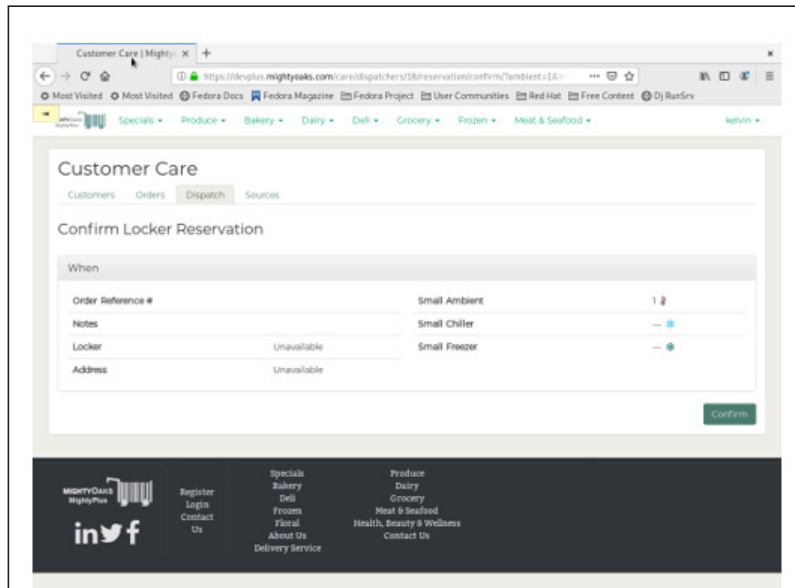 Customer Care | Mighty
https://devplus.mightyoaks.com/care/dispatchers/18/reservation/confirm/?ambient=1&
Most Visited Most Visited Fedora Docs Fedora Magazine Fedora Project User Communities Red Hat Free Content Dj RunSrv
Specials Produce Bakery Dairy Deli Grocery Frozen Meat & Seafood kelvin
Customer Care
Customers Orders Dispatch Sources
Confirm Locker Reservation
When
Order Reference # Small Ambient 1
Notes Small Chiller —
Locker Unavailable Small Freezer —
Address Unavailable
Confirm
MIGHTYOAKS
MightyPlus
Register
Login
Contact
Us
Specials
Bakery
Deli
Frozen
Floral
About Us
Delivery Service
Produce
Dairy
Grocery
Meat & Seafood
Health, Beauty & Wellness
Contact Us